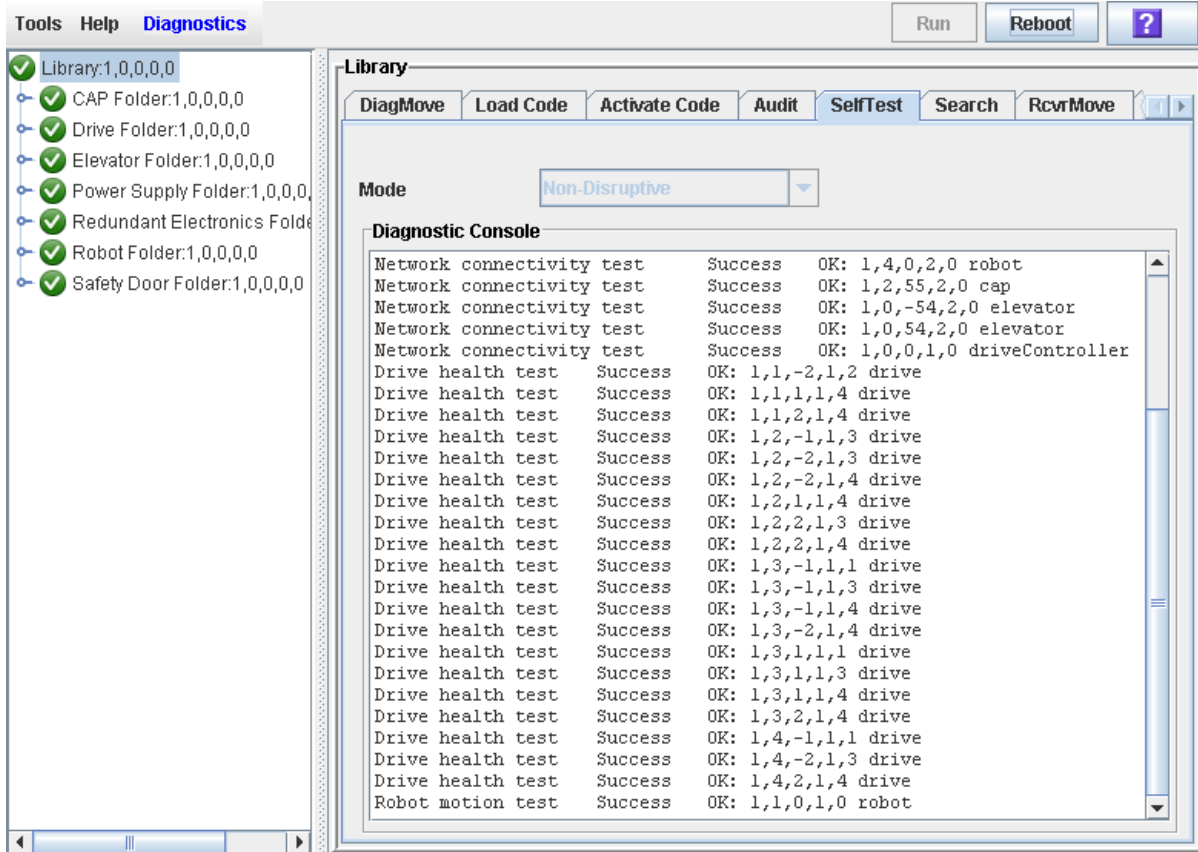 Tools Help Diagnostics Run Reboot ?
Library:1,0,0,0,0
CAP Folder:1,0,0,0,0
Drive Folder:1,0,0,0,0
Elevator Folder:1,0,0,0,0
Power Supply Folder:1,0,0,0,
Redundant Electronics Folde
Robot Folder:1,0,0,0,0
Safety Door Folder:1,0,0,0,0
Library
DiagMove Load Code Activate Code Audit SelfTest Search RcvrMove
Mode Non-Disruptive
Diagnostic Console
Network connectivity test Success OK: 1,4,0,2,0 robot
Network connectivity test Success OK: 1,2,55,2,0 cap
Network connectivity test Success OK: 1,0,-54,2,0 elevator
Network connectivity test Success OK: 1,0,54,2,0 elevator
Network connectivity test Success OK: 1,0,0,1,0 driveController
Drive health test Success OK: 1,1,-2,1,2 drive
Drive health test Success OK: 1,1,1,1,4 drive
Drive health test Success OK: 1,1,2,1,4 drive
Drive health test Success OK: 1,2,-1,1,3 drive
Drive health test Success OK: 1,2,-2,1,3 drive
Drive health test Success OK: 1,2,-2,1,4 drive
Drive health test Success OK: 1,2,1,1,4 drive
Drive health test Success OK: 1,2,2,1,3 drive
Drive health test Success OK: 1,2,2,1,4 drive
Drive health test Success OK: 1,3,-1,1,1 drive
Drive health test Success OK: 1,3,-1,1,3 drive
Drive health test Success OK: 1,3,-1,1,4 drive
Drive health test Success OK: 1,3,-2,1,4 drive
Drive health test Success OK: 1,3,1,1,1 drive
Drive health test Success OK: 1,3,1,1,3 drive
Drive health test Success OK: 1,3,1,1,4 drive
Drive health test Success OK: 1,3,2,1,4 drive
Drive health test Success OK: 1,4,-1,1,1 drive
Drive health test Success OK: 1,4,-2,1,3 drive
Drive health test Success OK: 1,4,2,1,4 drive
Robot motion test Success OK: 1,1,0,1,0 robot